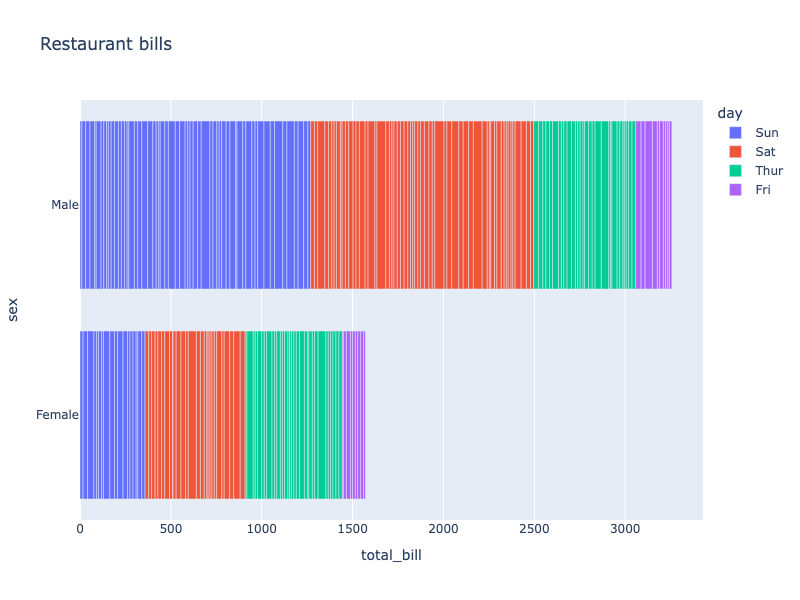 Restaurant bills
day
Sun
Sat
Thur
Fri
sex
Male
Female
0 500 1000 1500 2000 2500 3000
total_bill